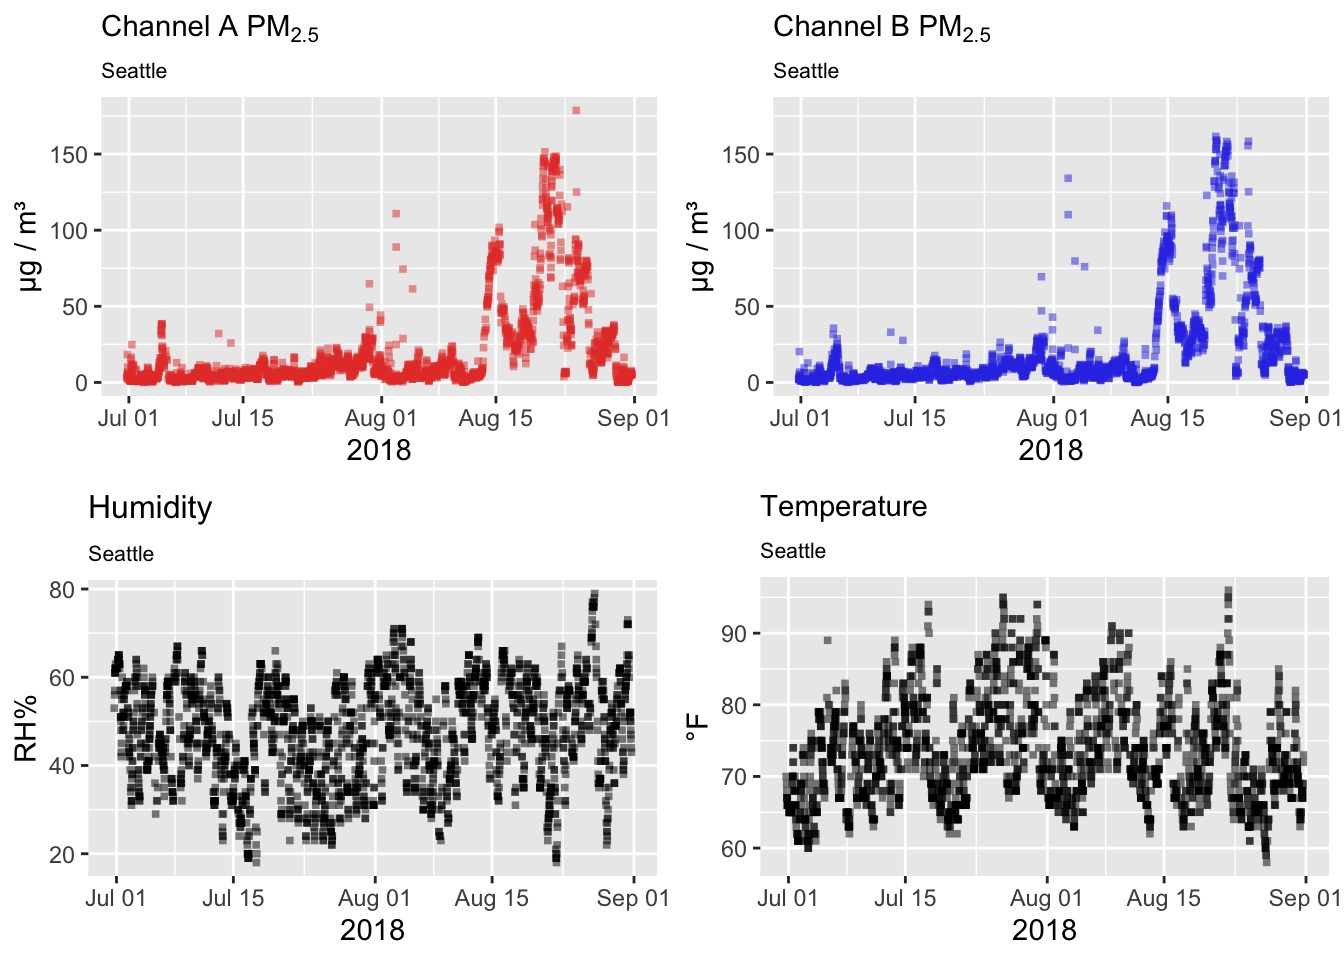 Channel A PM2.5
Seattle
150
100
50
0
µg / m³
Jul 01 Jul 15 Aug 01 Aug 15 Sep 01
2018
Channel B PM2.5
Seattle
150
100
50
0
µg / m³
Jul 01 Jul 15 Aug 01 Aug 15 Sep 01
2018
Humidity
Seattle
80
60
40
20
RH%
Jul 01 Jul 15 Aug 01 Aug 15 Sep 01
2018
Temperature
Seattle
90
80
70
60
°F
Jul 01 Jul 15 Aug 01 Aug 15 Sep 01
2018